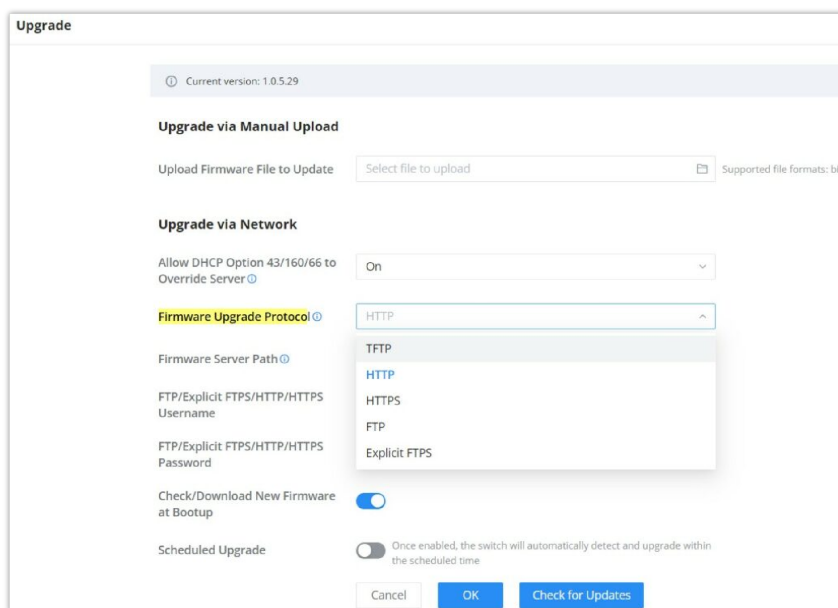 Upgrade
Current version: 1.0.5.29
Upgrade via Manual Upload
Upload Firmware File to Update
Select file to upload
Supported file formats: bi
Upgrade via Network
Allow DHCP Option 43/160/66 to
Override Server
On
Firmware Upgrade Protocol
HTTP
TFTP
HTTP
HTTPS
FTP
Explicit FTPS
Firmware Server Path
FTP/Explicit FTPS/HTTP/HTTPS
Username
FTP/Explicit FTPS/HTTP/HTTPS
Password
Check/Download New Firmware
at Bootup
Scheduled Upgrade
Once enabled, the switch will automatically detect and upgrade within
the scheduled time
Cancel
OK
Check for Updates